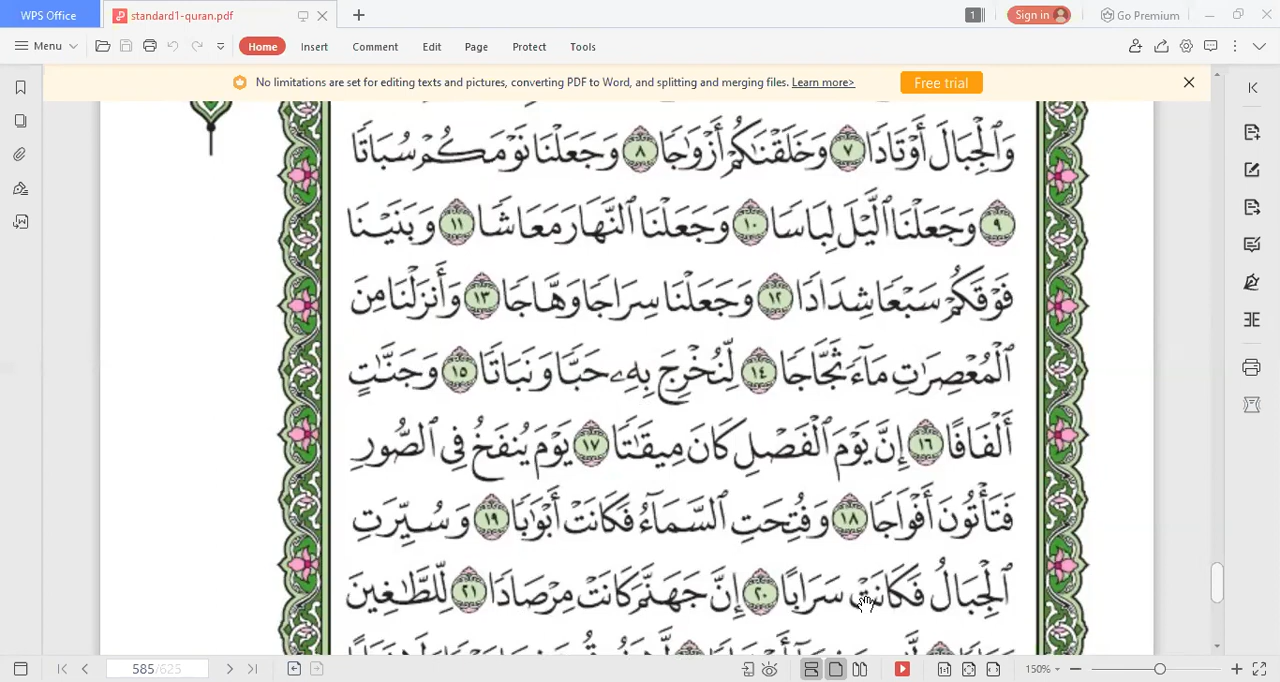 WPS Office
standard1-quran.pdf
1
Sign in
Go Premium
Menu
Home
Insert
Comment
Edit
Page
Protect
Tools
No limitations are set for editing texts and pictures, converting PDF to Word, and splitting and merging files. Learn more>
Free trial
وَٱلْجِبَالَ أَوْتَادًا ٧ وَخَلَقْنَٰكُمْ أَزْوَٰجًا ٨ وَجَعَلْنَا نَوْمَكُمْ سُبَاتًا
٩ وَجَعَلْنَا ٱلَّيْلَ لِبَاسًا ١٠ وَجَعَلْنَا ٱلنَّهَارَ مَعَاشًا ١١ وَبَنَيْنَا
فَوْقَكُمْ سَبْعًا شِدَادًا ١٢ وَجَعَلْنَا سِرَاجًا وَهَّاجًا ١٣ وَأَنزَلْنَا مِنَ
ٱلْمُعْصِرَٰتِ مَآءً ثَجَّاجًا ١٤ لِّنُخْرِجَ بِهِۦ حَبًّا وَنَبَاتًا ١٥ وَجَنَّٰتٍ
أَلْفَافًا ١٦ إِنَّ يَوْمَ ٱلْفَصْلِ كَانَ مِيقَٰتًا ١٧ يَوْمَ يُنفَخُ فِى ٱلصُّورِ
فَتَأْتُونَ أَفْوَاجًا ١٨ وَفُتِحَتِ ٱلسَّمَآءُ فَكَانَتْ أَبْوَٰبًا ١٩ وَسُيِّرَتِ
ٱلْجِبَالُ فَكَانَتْ سَرَابًا ٢٠ إِنَّ جَهَنَّمَ كَانَتْ مِرْصَادًا ٢١ لِّلطَّٰغِينَ
585/625
150%